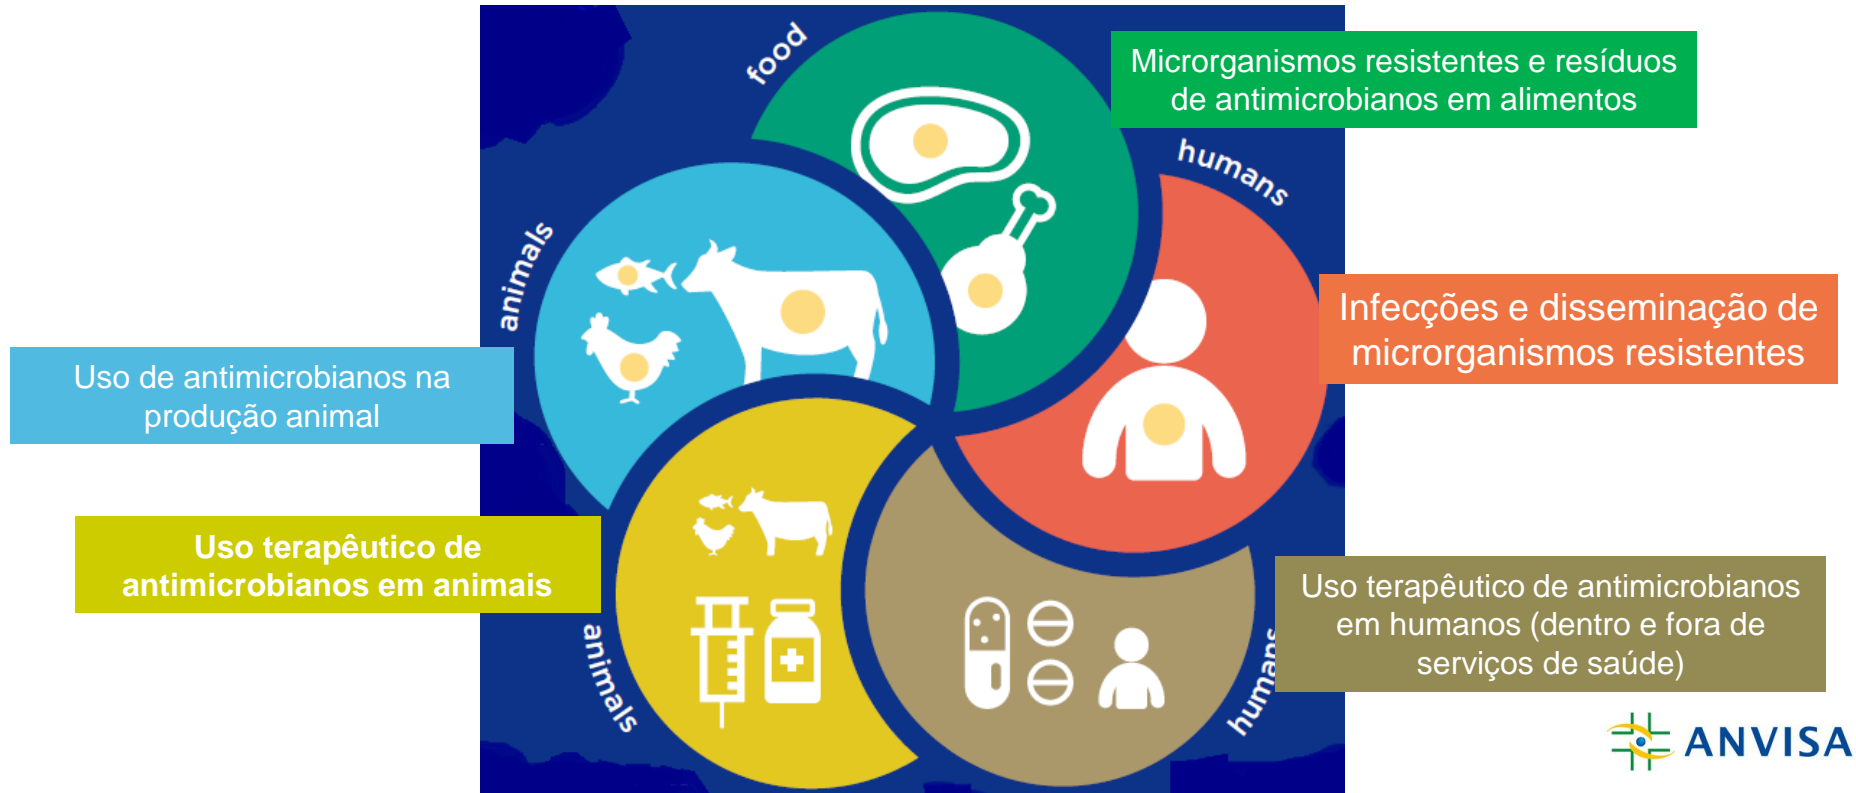 food
Microrganismos resistentes e resíduos
de antimicrobianos em alimentos
humans
animals
Infecções e disseminação de
microrganismos resistentes
Uso de antimicrobianos na
produção animal
Uso terapêutico de
antimicrobianos em animais
animals
Uso terapêutico de antimicrobianos
em humanos (dentro e fora de
serviços de saúde)
humans
ANVISA